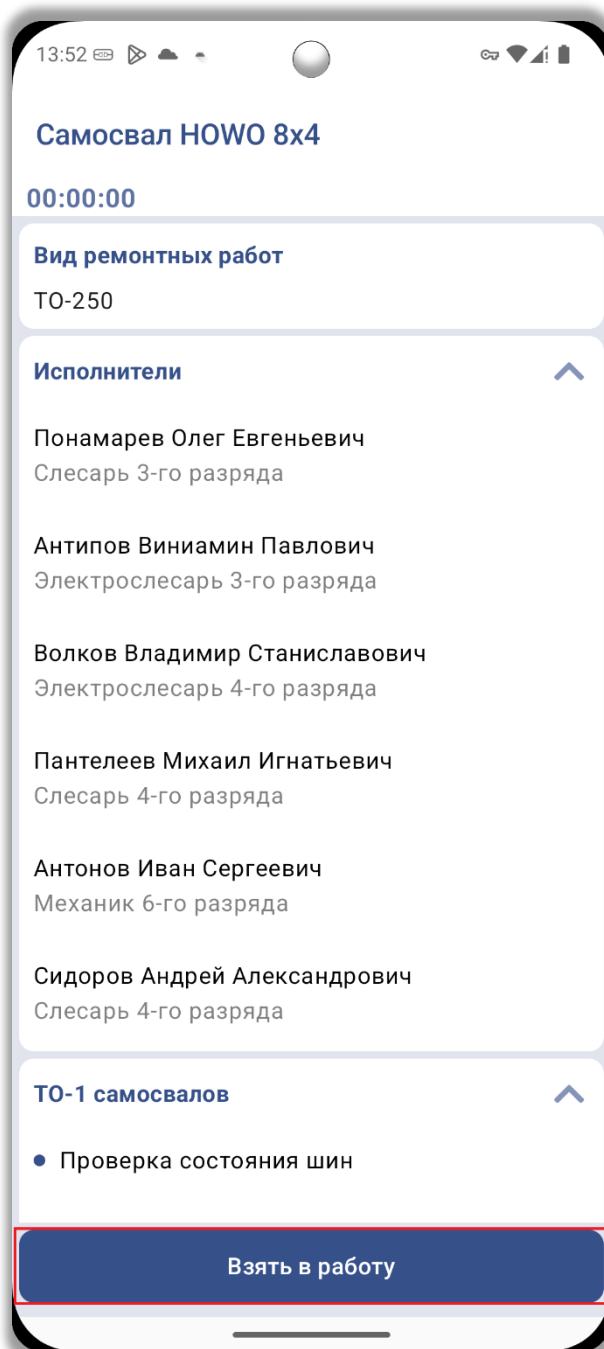 13:52
Самосвал HOWO 8x4
00:00:00
Вид ремонтных работ
ТО-250
Исполнители
Понамарев Олег Евгеньевич
Слесарь 3-го разряда
Антипов Виниамин Павлович
Электрослесарь 3-го разряда
Волков Владимир Станиславович
Электрослесарь 4-го разряда
Пантелеев Михаил Игнатьевич
Слесарь 4-го разряда
Антонов Иван Сергеевич
Механик 6-го разряда
Сидоров Андрей Александрович
Слесарь 4-го разряда
ТО-1 самосвалов
Проверка состояния шин
Взять в работу